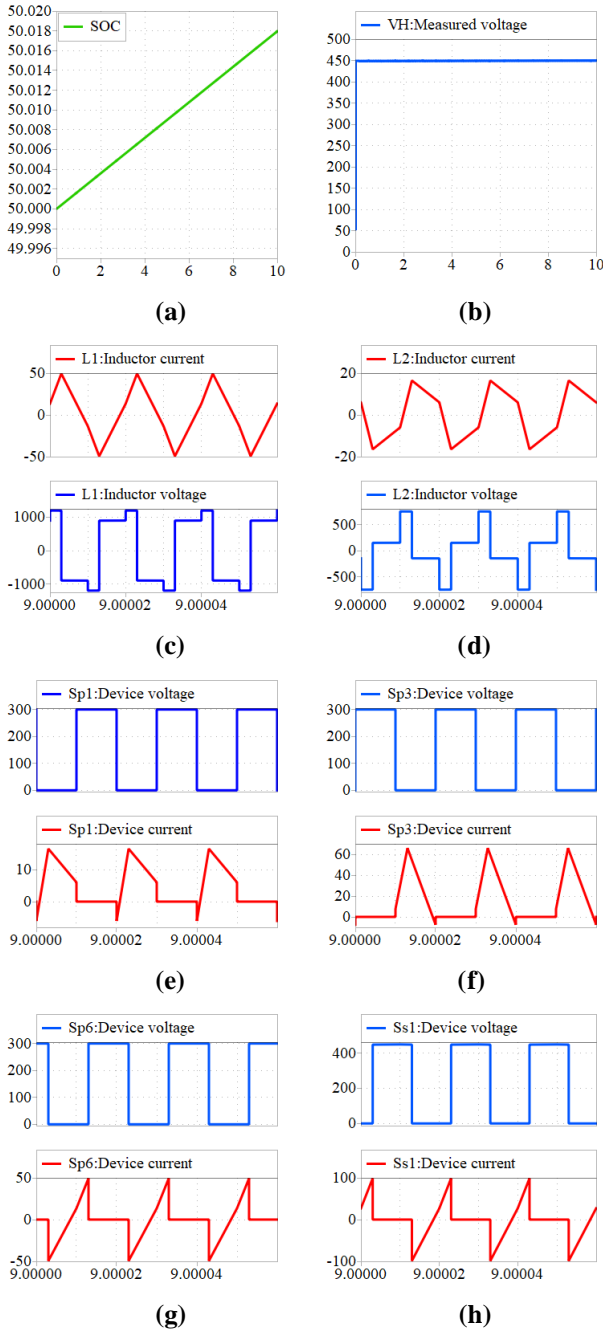 SOC
50.020
50.018
50.016
50.014
50.012
50.010
50.008
50.006
50.004
50.002
50.000
49.998
49.996
0 2 4 6 8 10
(a)
VH:Measured voltage
500
450
400
350
300
250
200
150
100
50
0
0 2 4 6 8 10
(b)
L1:Inductor current
50
0
-50
L1:Inductor voltage
1000
0
-1000
9.00000 9.00002 9.00004
(c)
L2:Inductor current
20
0
-20
L2:Inductor voltage
500
0
-500
9.00000 9.00002 9.00004
(d)
Sp1:Device voltage
300
200
100
0
Sp1:Device current
10
0
9.00000 9.00002 9.00004
(e)
Sp3:Device voltage
300
200
100
0
Sp3:Device current
60
40
20
0
9.00000 9.00002 9.00004
(f)
Sp6:Device voltage
300
200
100
0
Sp6:Device current
50
0
-50
9.00000 9.00002 9.00004
(g)
Ss1:Device voltage
400
200
0
Ss1:Device current
100
0
-100
9.00000 9.00002 9.00004
(h)